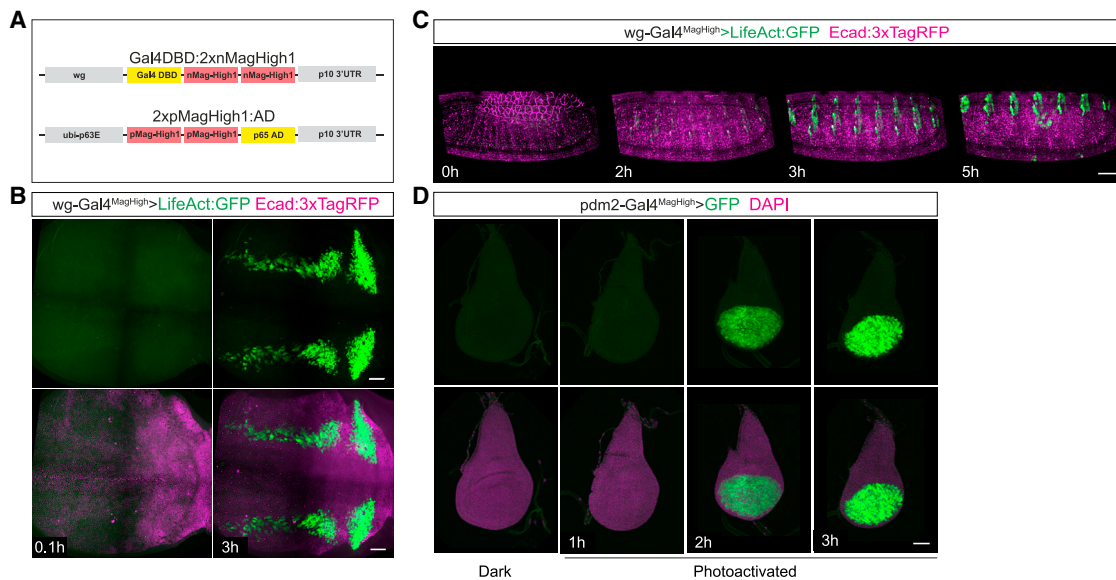 A
Gal4DBD:2xnMagHigh1
wg Gal4 DBD nMag-High1 nMag-High1 p10 3'UTR
2xpMagHigh1:AD
ubi-p63E pMag-High1 pMag-High1 p65 AD p10 3'UTR
B
wg-Gal4MagHigh>LifeAct:GFP Ecad:3xTagRFP
0.1h
3h
C
wg-Gal4MagHigh>LifeAct:GFP Ecad:3xTagRFP
0h
2h
3h
5h
D
pdm2-Gal4MagHigh>GFP DAPI
1h
2h
3h
Dark
Photoactivated